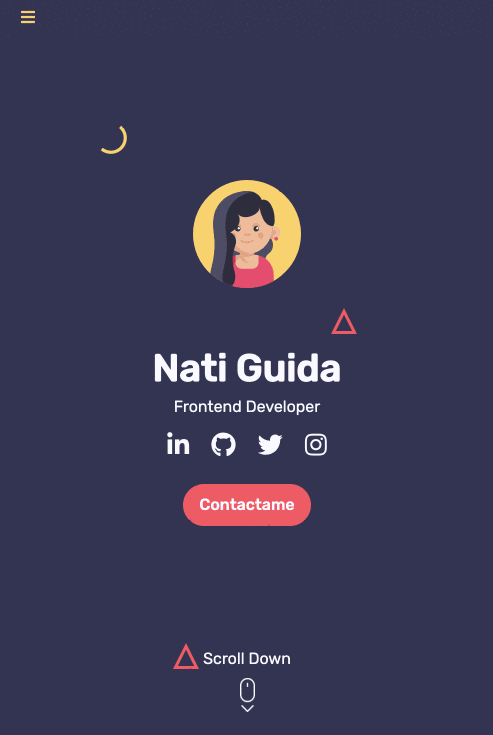 Nati Guida
Frontend Developer
Contactame
Scroll Down